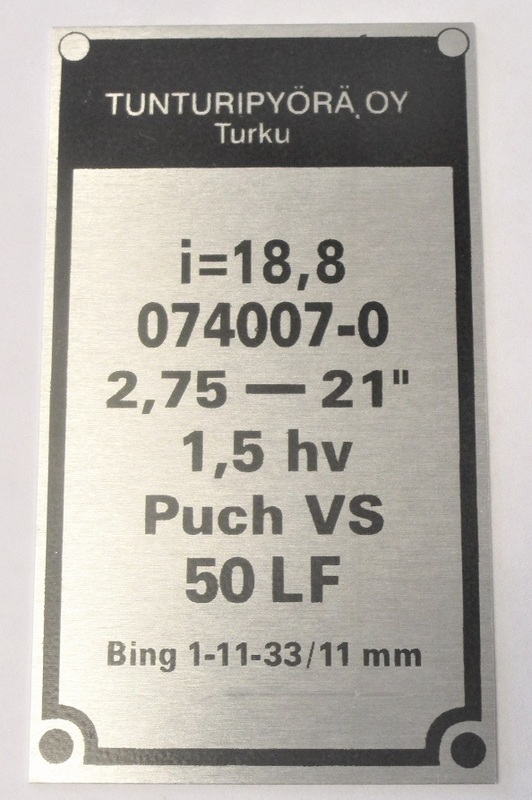 TUNTURIPYÖRÄ OY
Turku
i=18,8
074007-0
2,75 — 21"
1,5 hv
Puch VS
50 LF
Bing 1-11-33/11 mm